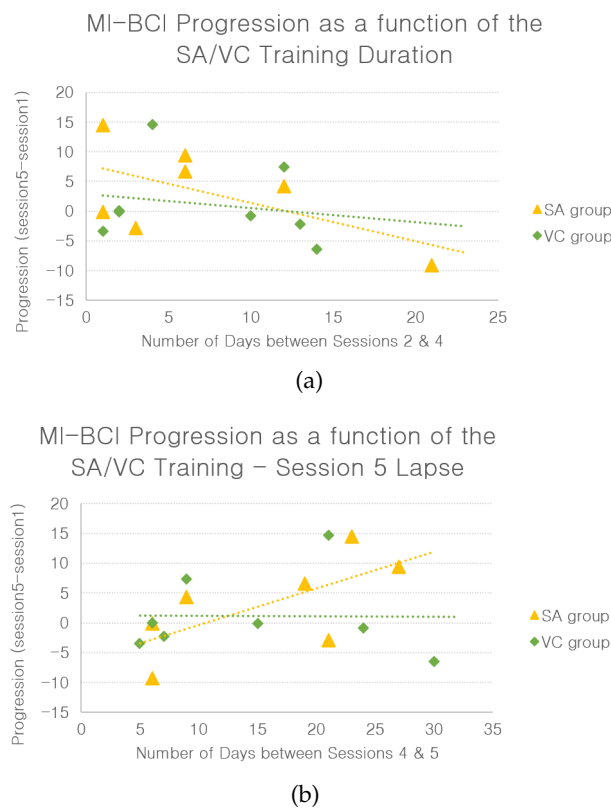 MI-BCI Progression as a function of the
SA/VC Training Duration
Progression (session5-session1)
20
15
10
5
0
-5
-10
-15
0 5 10 15 20 25
Number of Days between Sessions 2 & 4
SA group
VC group
(a)
MI-BCI Progression as a function of the
SA/VC Training - Session 5 Lapse
Progression (session5-session1)
20
15
10
5
0
-5
-10
-15
0 5 10 15 20 25 30 35
Number of Days between Sessions 4 & 5
SA group
VC group
(b)